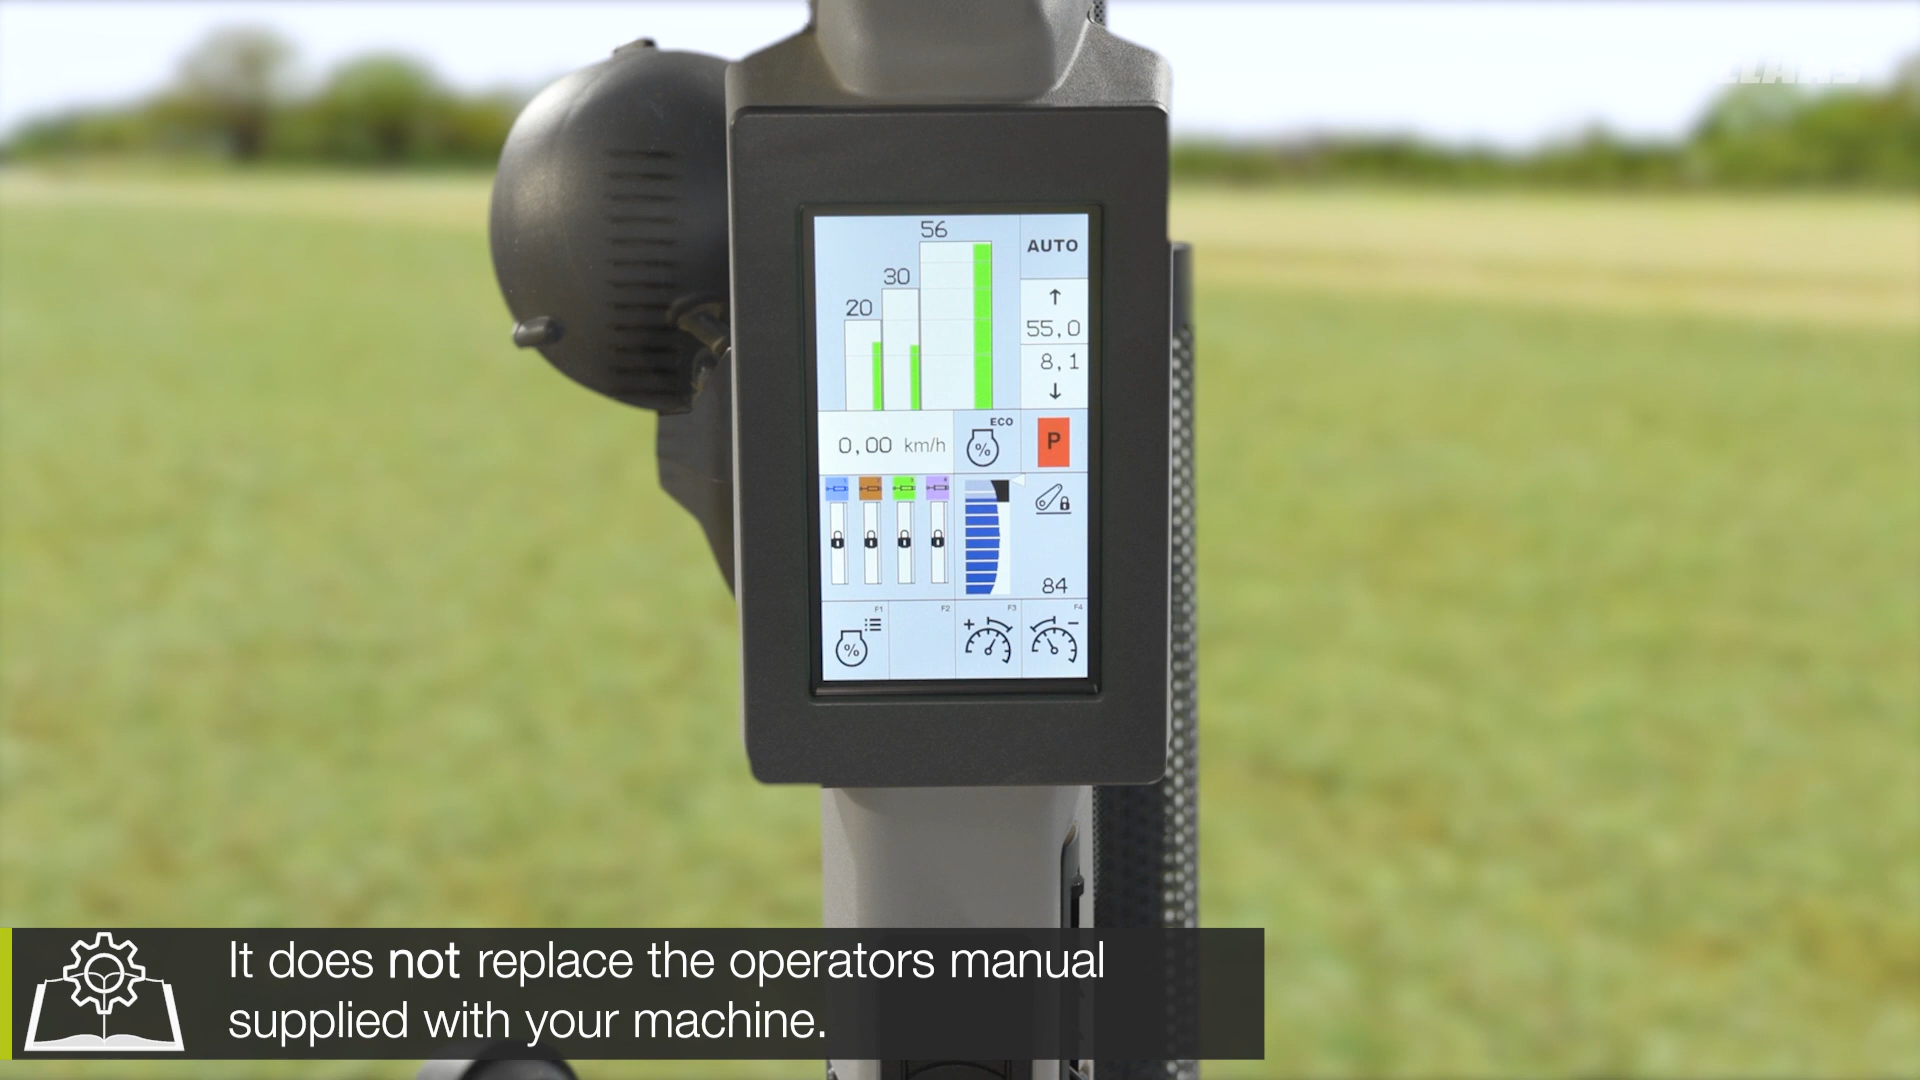 CLAAS
56
AUTO
30
20
55,0
8,1
0,00 km/h
ECO
%
P
84
F1
F2
F3
F4
%
It does not replace the operators manual
supplied with your machine.